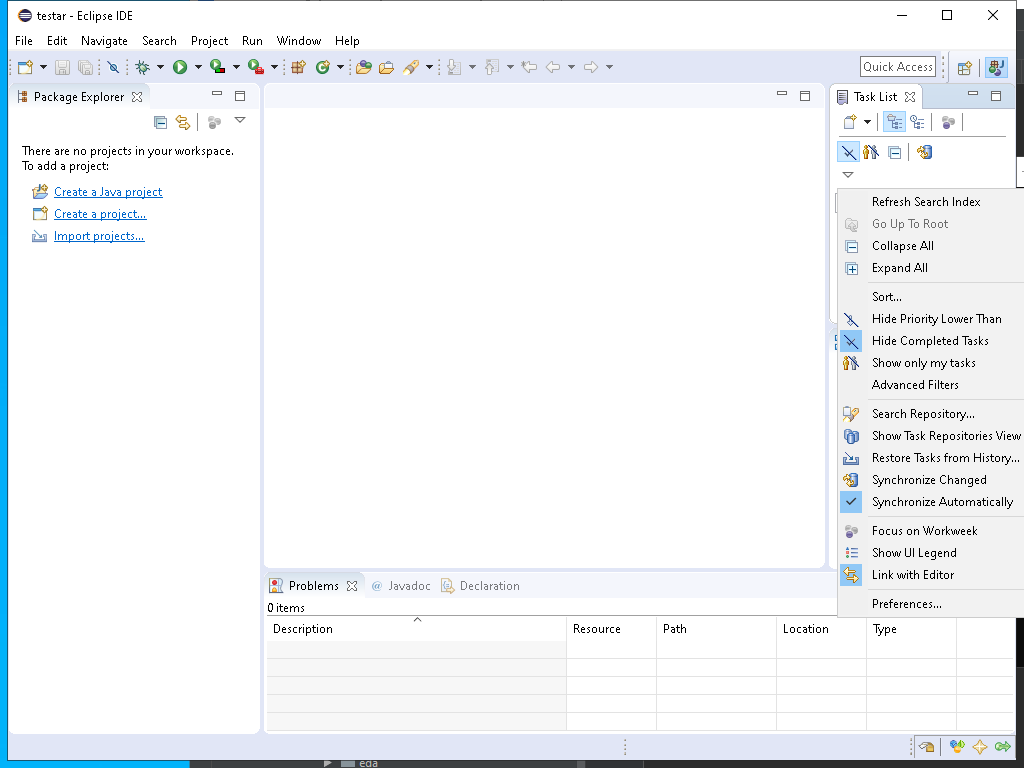 testar - Eclipse IDE
File Edit Navigate Search Project Run Window Help
Quick Access
Package Explorer
Task List
There are no projects in your workspace.
To add a project:
Create a Java project
Create a project...
Import projects...
Refresh Search Index
Go Up To Root
Collapse All
Expand All
Sort...
Hide Priority Lower Than
Hide Completed Tasks
Show only my tasks
Advanced Filters
Search Repository...
Show Task Repositories View
Restore Tasks from History...
Synchronize Changed
Synchronize Automatically
Focus on Workweek
Show UI Legend
Link with Editor
Preferences...
Problems @ Javadoc Declaration
0 items
Description Resource Path Location Type
eda